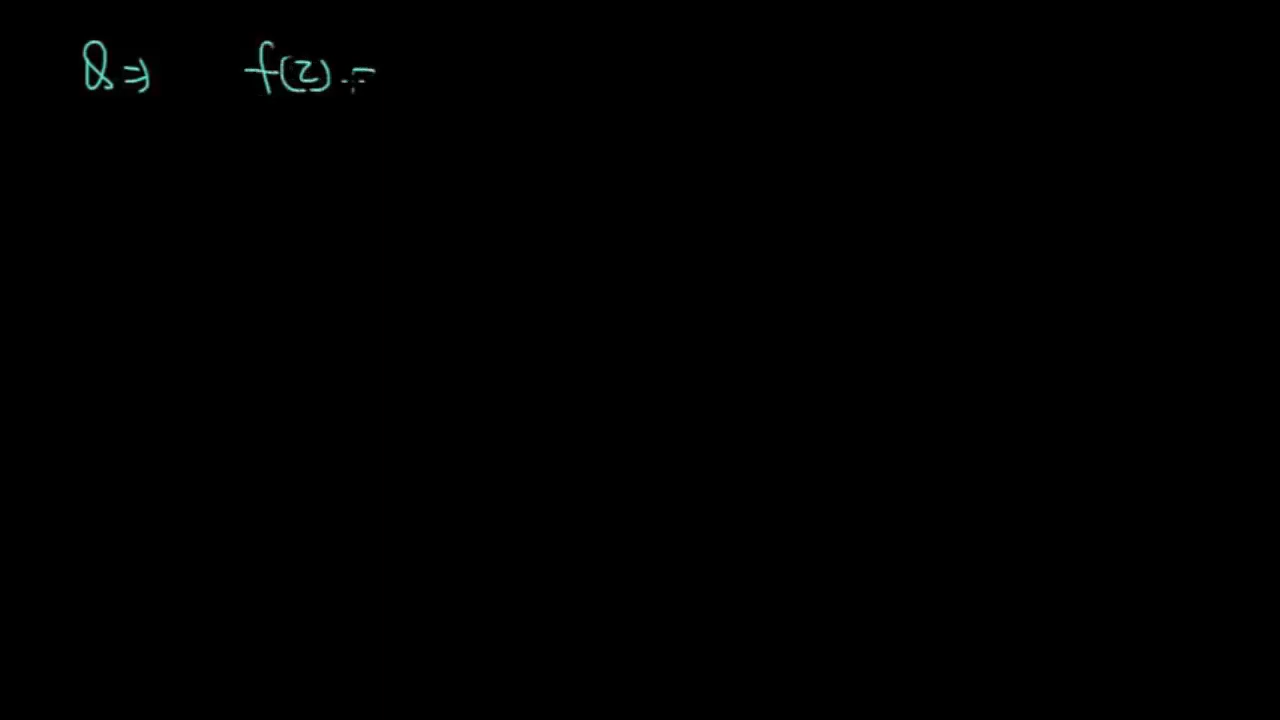 Q⇒ f(z) =